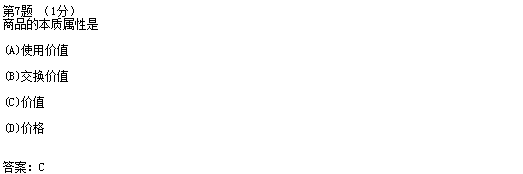 第7题 (1分)
商品的本质属性是
(A)使用价值
(B)交换价值
(C)价值
(D)价格
答案：C